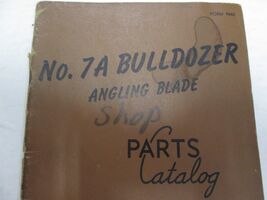 No. 7A BULLDOZER
ANGLING BLADE
Shop
PARTS
Catalog